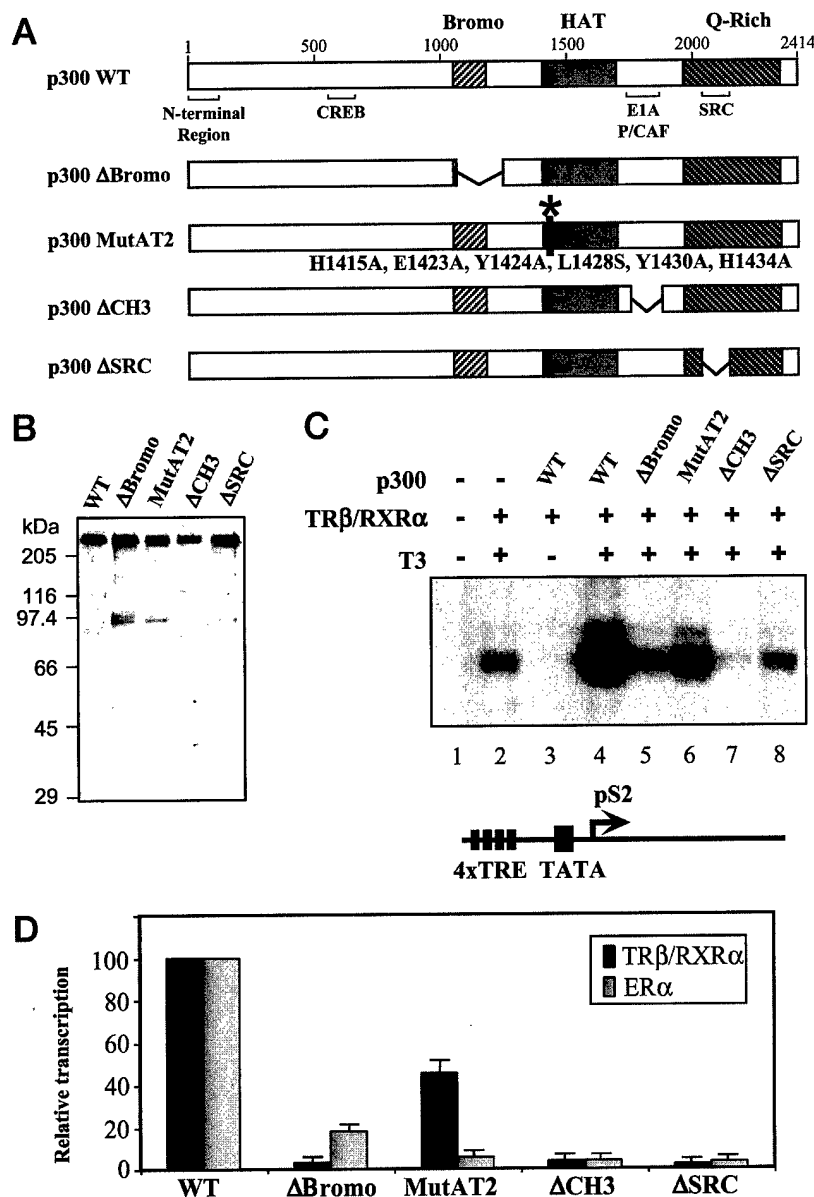 A
Bromo HAT Q-Rich
1 500 1000 1500 2000 2414
p300 WT
N-terminal Region CREB E1A P/CAF SRC
p300 ΔBromo
*
p300 MutAT2
H1415A, E1423A, Y1424A, L1428S, Y1430A, H1434A
p300 ΔCH3
p300 ΔSRC
B
WT ΔBromo MutAT2 ΔCH3 ΔSRC
kDa
205
116
97.4
66
45
29
C
p300 - - WT WT ΔBromo MutAT2 ΔCH3 ΔSRC
TRβ/RXRα - + + + + + + +
T3 - + - + + + + +
1 2 3 4 5 6 7 8
pS2
4xTRE TATA
D
Relative transcription
100
80
60
40
20
0
TRβ/RXRα
ERα
WT ΔBromo MutAT2 ΔCH3 ΔSRC